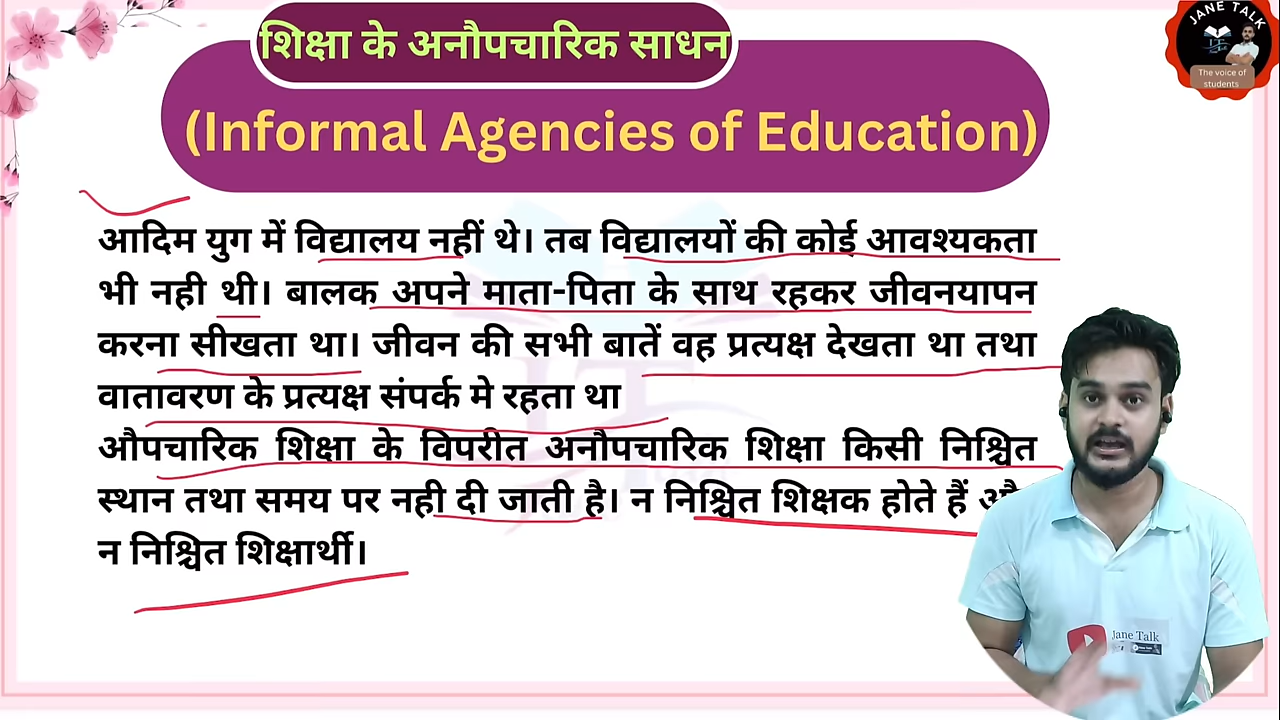 शिक्षा के अनौपचारिक साधन
(Informal Agencies of Education)
JANE TALK
The voice of
students
आदिम युग में विद्यालय नहीं थे। तब विद्यालयों की कोई आवश्यकता
भी नही थी। बालक अपने माता-पिता के साथ रहकर जीवनयापन
करना सीखता था। जीवन की सभी बातें वह प्रत्यक्ष देखता था तथा
वातावरण के प्रत्यक्ष संपर्क मे रहता था
औपचारिक शिक्षा के विपरीत अनौपचारिक शिक्षा किसी निश्चित
स्थान तथा समय पर नही दी जाती है। न निश्चित शिक्षक होते हैं
न निश्चित शिक्षार्थी।
Jane Talk